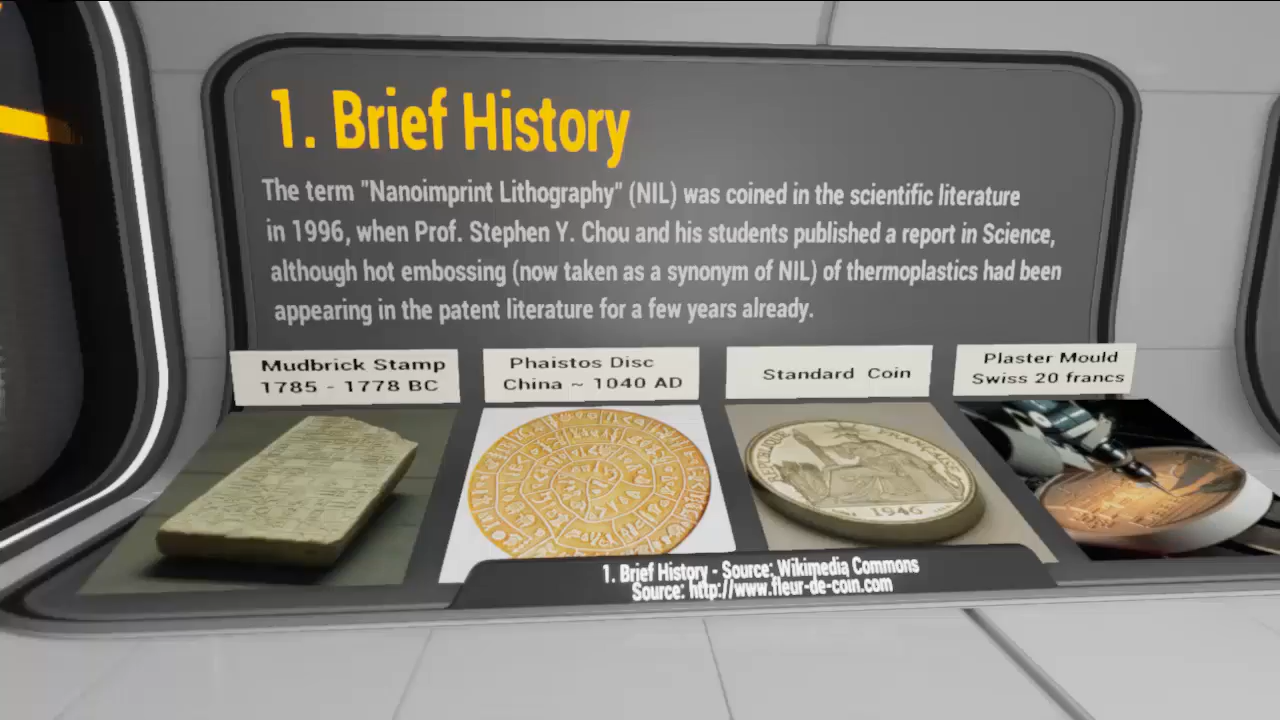 1. Brief History
The term "Nanoimprint Lithography" (NIL) was coined in the scientific literature
in 1996, when Prof. Stephen Y. Chou and his students published a report in Science,
although hot embossing (now taken as a synonym of NIL) of thermoplastics had been
appearing in the patent literature for a few years already.
Mudbrick Stamp
1785 - 1778 BC
Phaistos Disc
China ~ 1040 AD
Standard Coin
Plaster Mould
Swiss 20 francs
REPUBLIQUE FRANÇAISE
1946
1. Brief History - Source: Wikimedia Commons
Source: http://www.fleur-de-coin.com